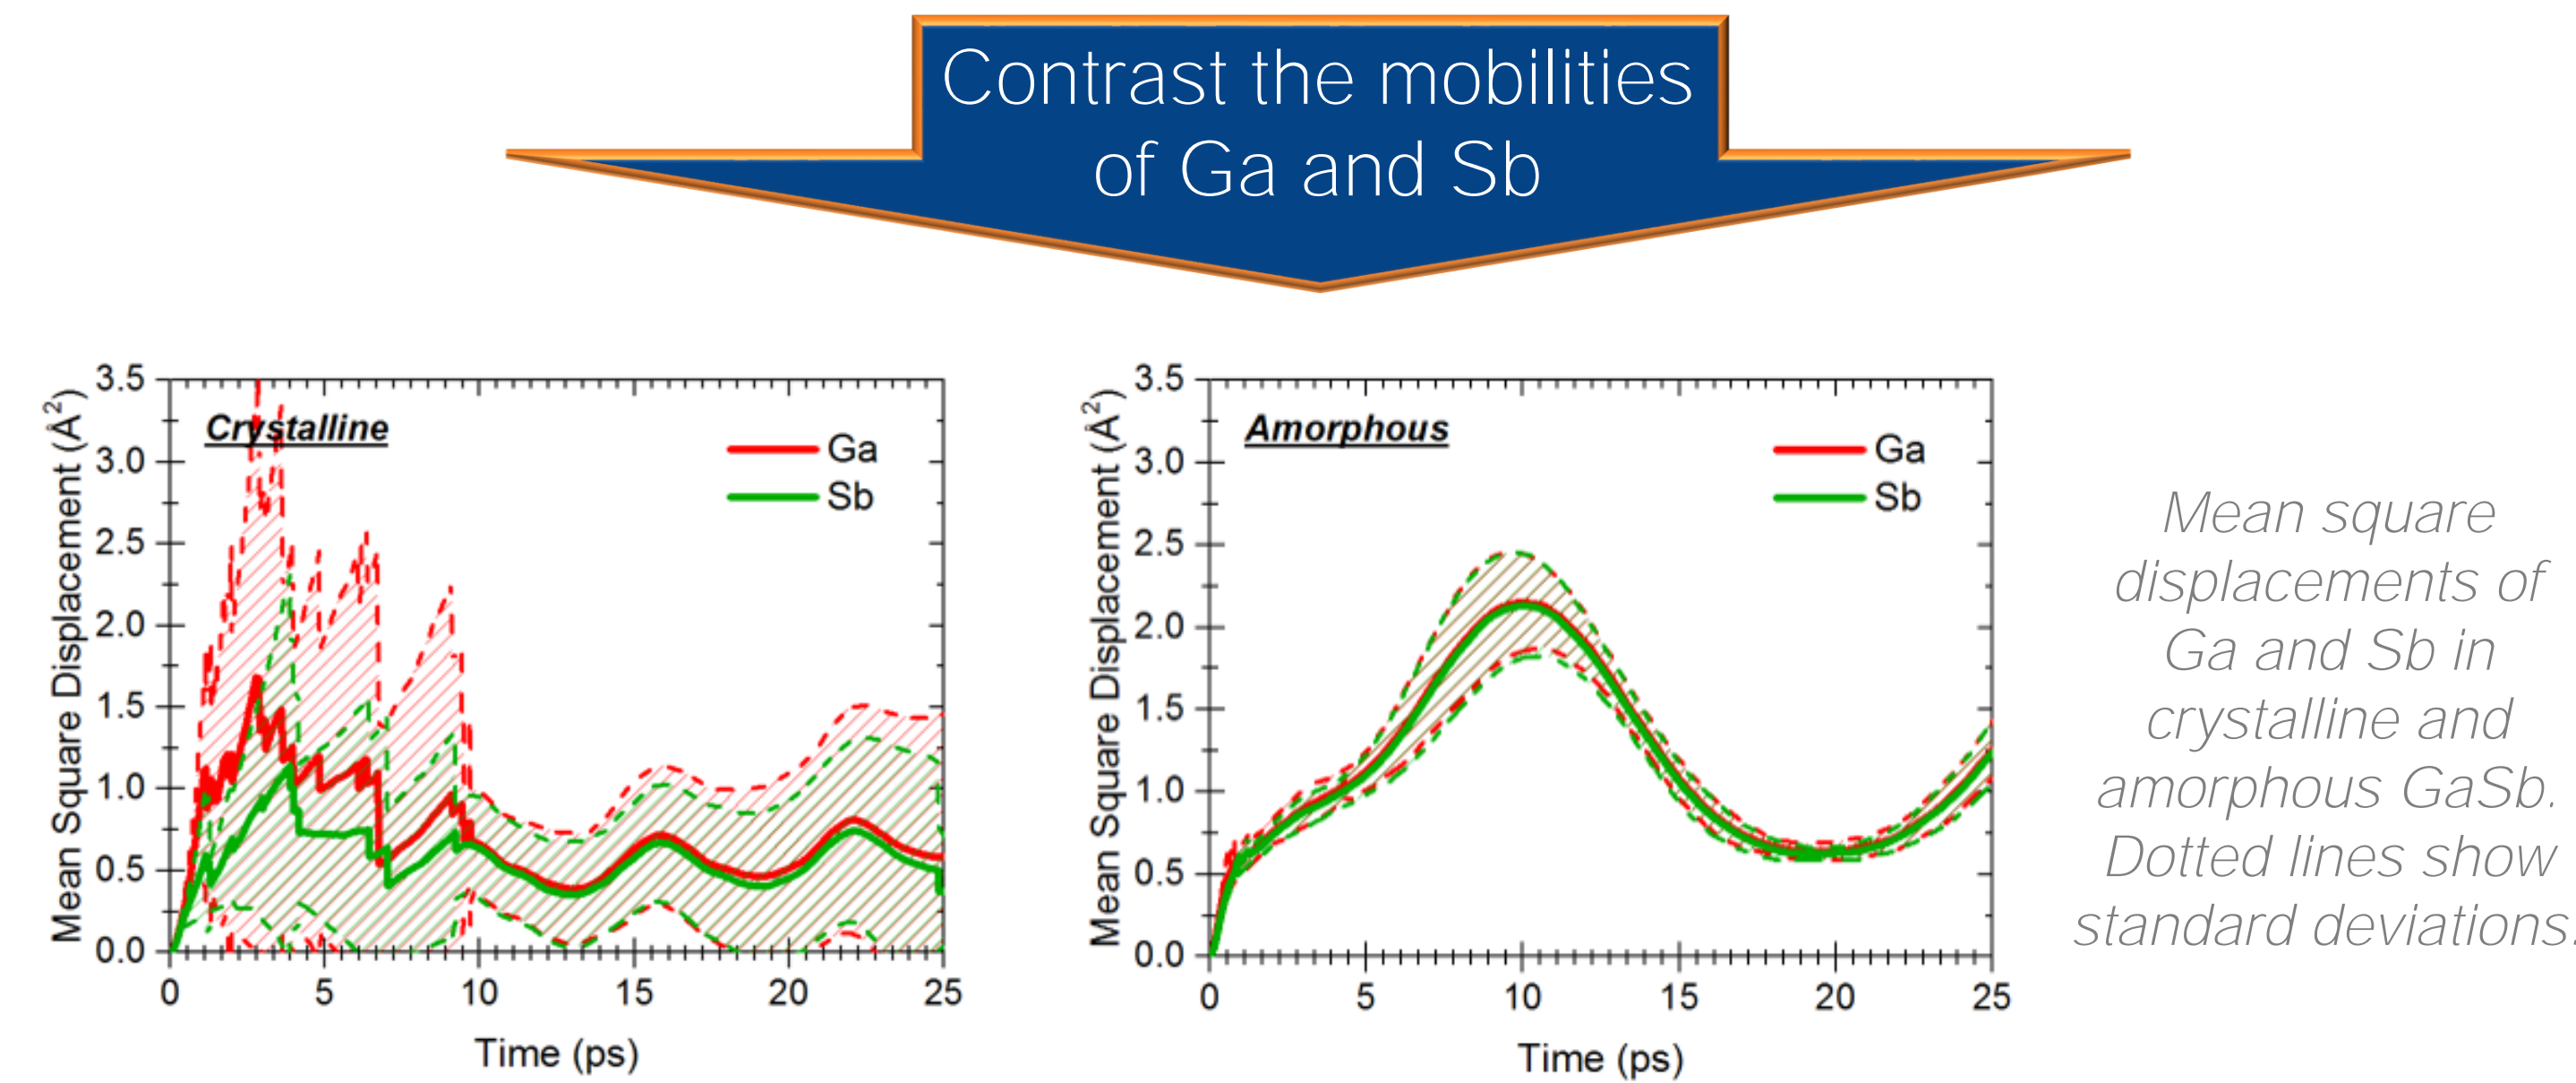 Contrast the mobilities
of Ga and Sb
Mean Square Displacement (Å²)
3.5
3.0
2.5
2.0
1.5
1.0
0.5
0.0
Crystalline
Ga
Sb
0 5 10 15 20 25
Time (ps)
Mean Square Displacement (Å²)
3.5
3.0
2.5
2.0
1.5
1.0
0.5
0.0
Amorphous
Ga
Sb
0 5 10 15 20 25
Time (ps)
Mean square
displacements of
Ga and Sb in
crystalline and
amorphous GaSb.
Dotted lines show
standard deviations.